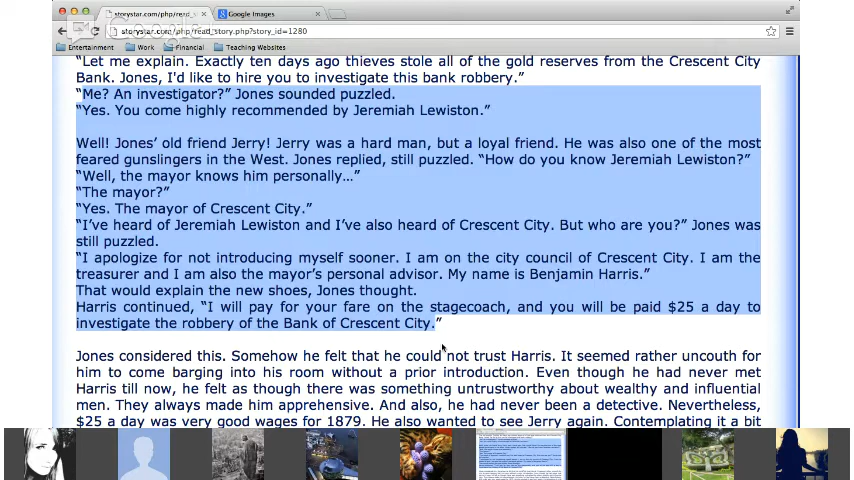 storystar.com/php/read_s
Google Images
storystar.com/php/read_story.php?story_id=1280
Entertainment Work Financial Teaching Websites
“Let me explain. Exactly ten days ago thieves stole all of the gold reserves from the Crescent City
Bank. Jones, I'd like to hire you to investigate this bank robbery.”
“Me? An investigator?” Jones sounded puzzled.
“Yes. You come highly recommended by Jeremiah Lewiston.”
Well! Jones’ old friend Jerry! Jerry was a hard man, but a loyal friend. He was also one of the most
feared gunslingers in the West. Jones replied, still puzzled. “How do you know Jeremiah Lewiston?”
“Well, the mayor knows him personally…”
“The mayor?”
“Yes. The mayor of Crescent City.”
“I’ve heard of Jeremiah Lewiston and I’ve also heard of Crescent City. But who are you?” Jones was
still puzzled.
“I apologize for not introducing myself sooner. I am on the city council of Crescent City. I am the
treasurer and I am also the mayor’s personal advisor. My name is Benjamin Harris.”
That would explain the new shoes, Jones thought.
Harris continued, “I will pay for your fare on the stagecoach, and you will be paid $25 a day to
investigate the robbery of the Bank of Crescent City.”
Jones considered this. Somehow he felt that he could not trust Harris. It seemed rather uncouth for
him to come barging into his room without a prior introduction. Even though he had never met
Harris till now, he felt as though there was something untrustworthy about wealthy and influential
men. They always made him apprehensive. And also, he had never been a detective. Nevertheless,
$25 a day was very good wages for 1879. He also wanted to see Jerry again. Contemplating it a bit